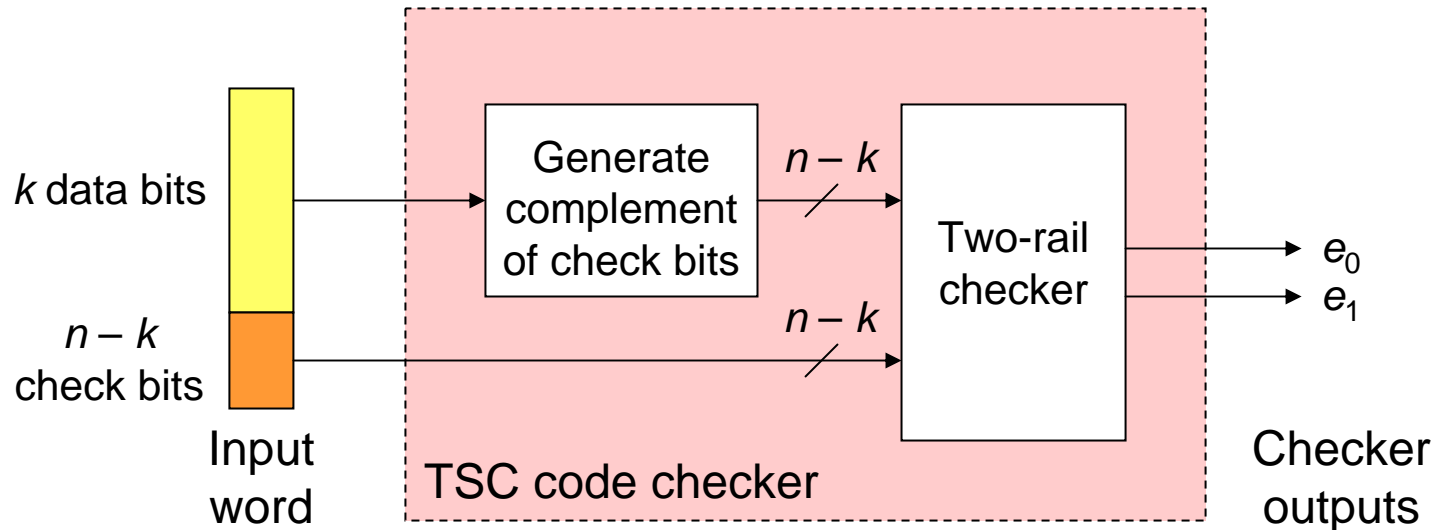 k data bits
n – k
check bits
Input
word
Generate
complement
of check bits
n – k
n – k
Two-rail
checker
TSC code checker
e₀
e₁
Checker
outputs